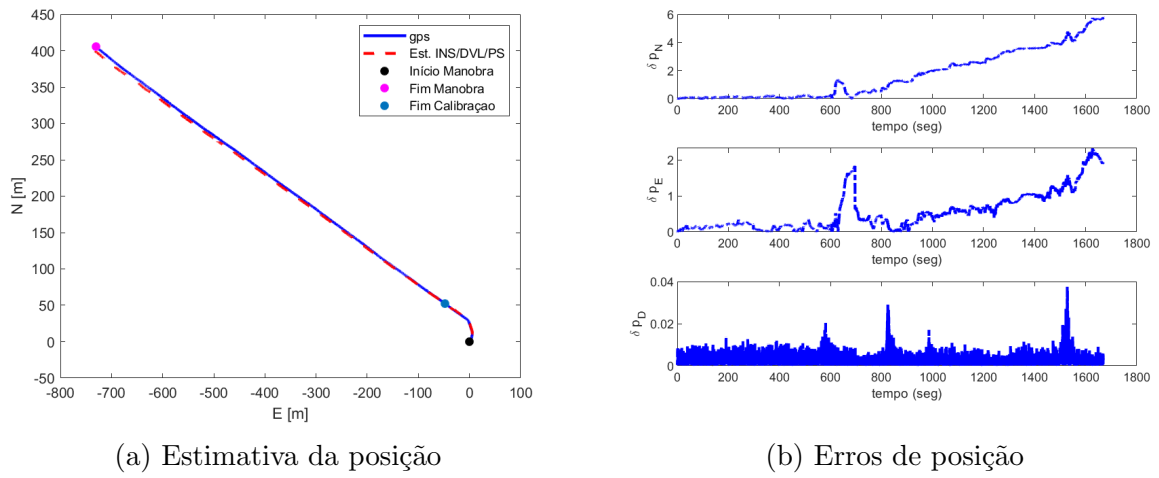 450
400
350
300
250
200
150
100
50
0
-50
N [m]
-800 -700 -600 -500 -400 -300 -200 -100 0 100
E [m]
gps
Est. INS/DVL/PS
Início Manobra
Fim Manobra
Fim Calibraçao
(a) Estimativa da posição
6
4
2
0
δ p_N
0 200 400 600 800 1000 1200 1400 1600 1800
tempo (seg)
2
1
0
δ p_E
0 200 400 600 800 1000 1200 1400 1600 1800
tempo (seg)
0.04
0.02
0
δ p_D
0 200 400 600 800 1000 1200 1400 1600 1800
tempo (seg)
(b) Erros de posição